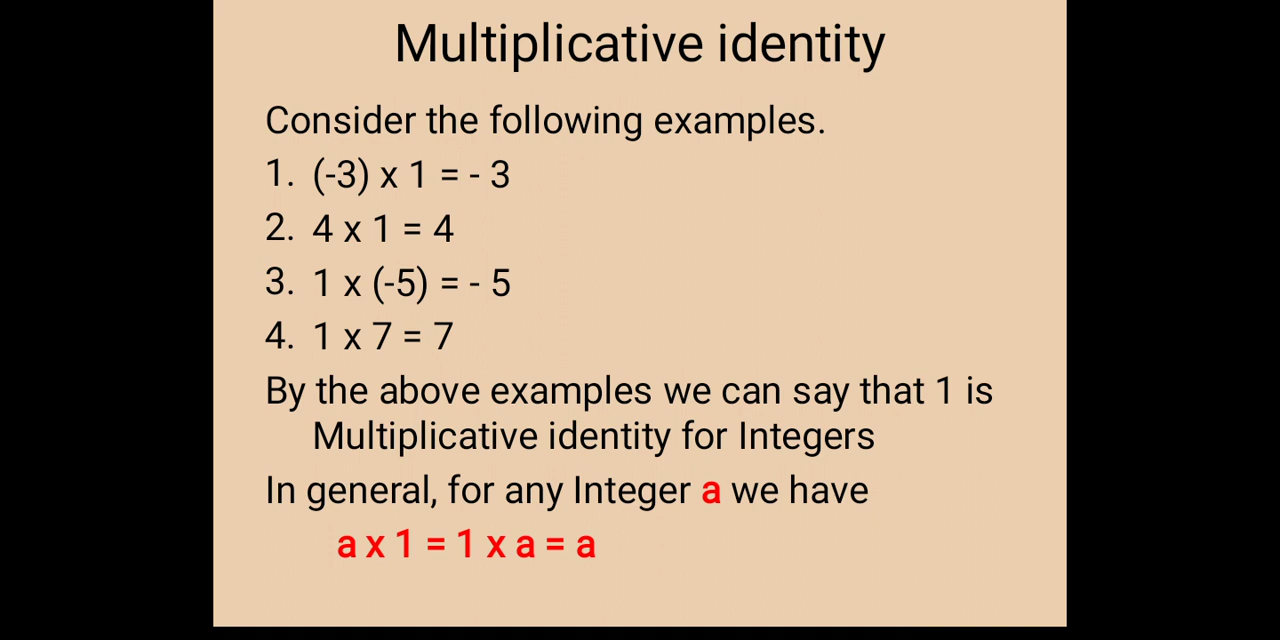 Multiplicative identity
Consider the following examples.
1. (-3) x 1 = - 3
2. 4 x 1 = 4
3. 1 x (-5) = - 5
4. 1 x 7 = 7
By the above examples we can say that 1 is
Multiplicative identity for Integers
In general, for any Integer a we have
a x 1 = 1 x a = a